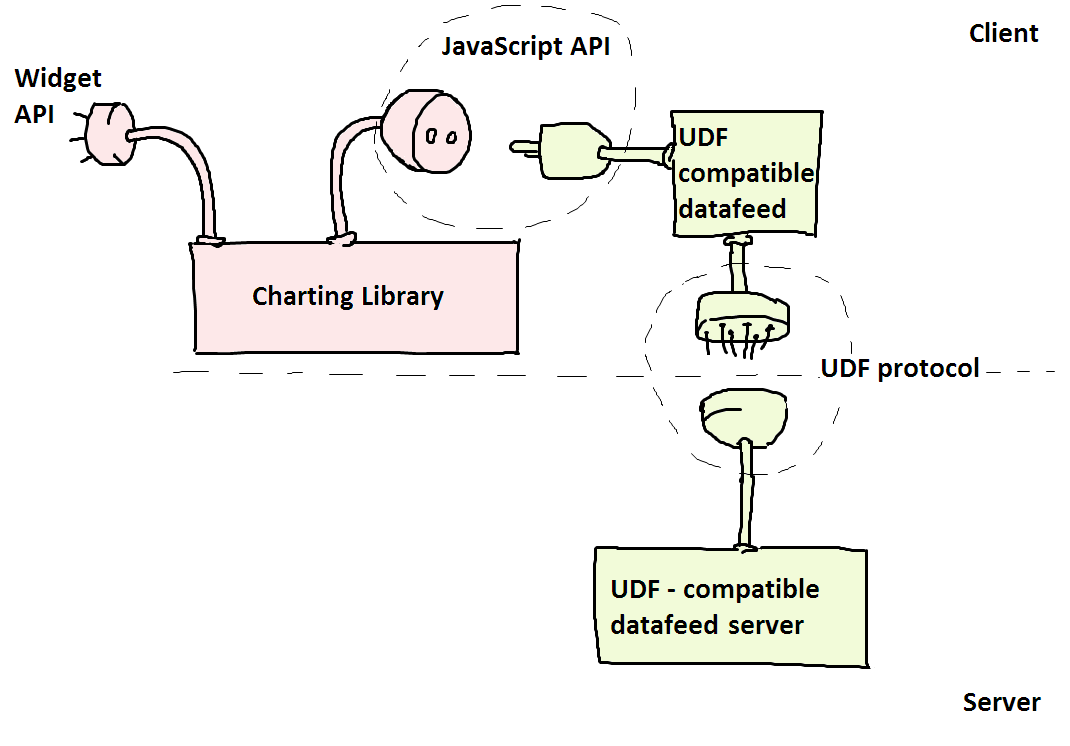 Client
JavaScript API
Widget
API
UDF
compatible
datafeed
Charting Library
UDF protocol
UDF - compatible
datafeed server
Server